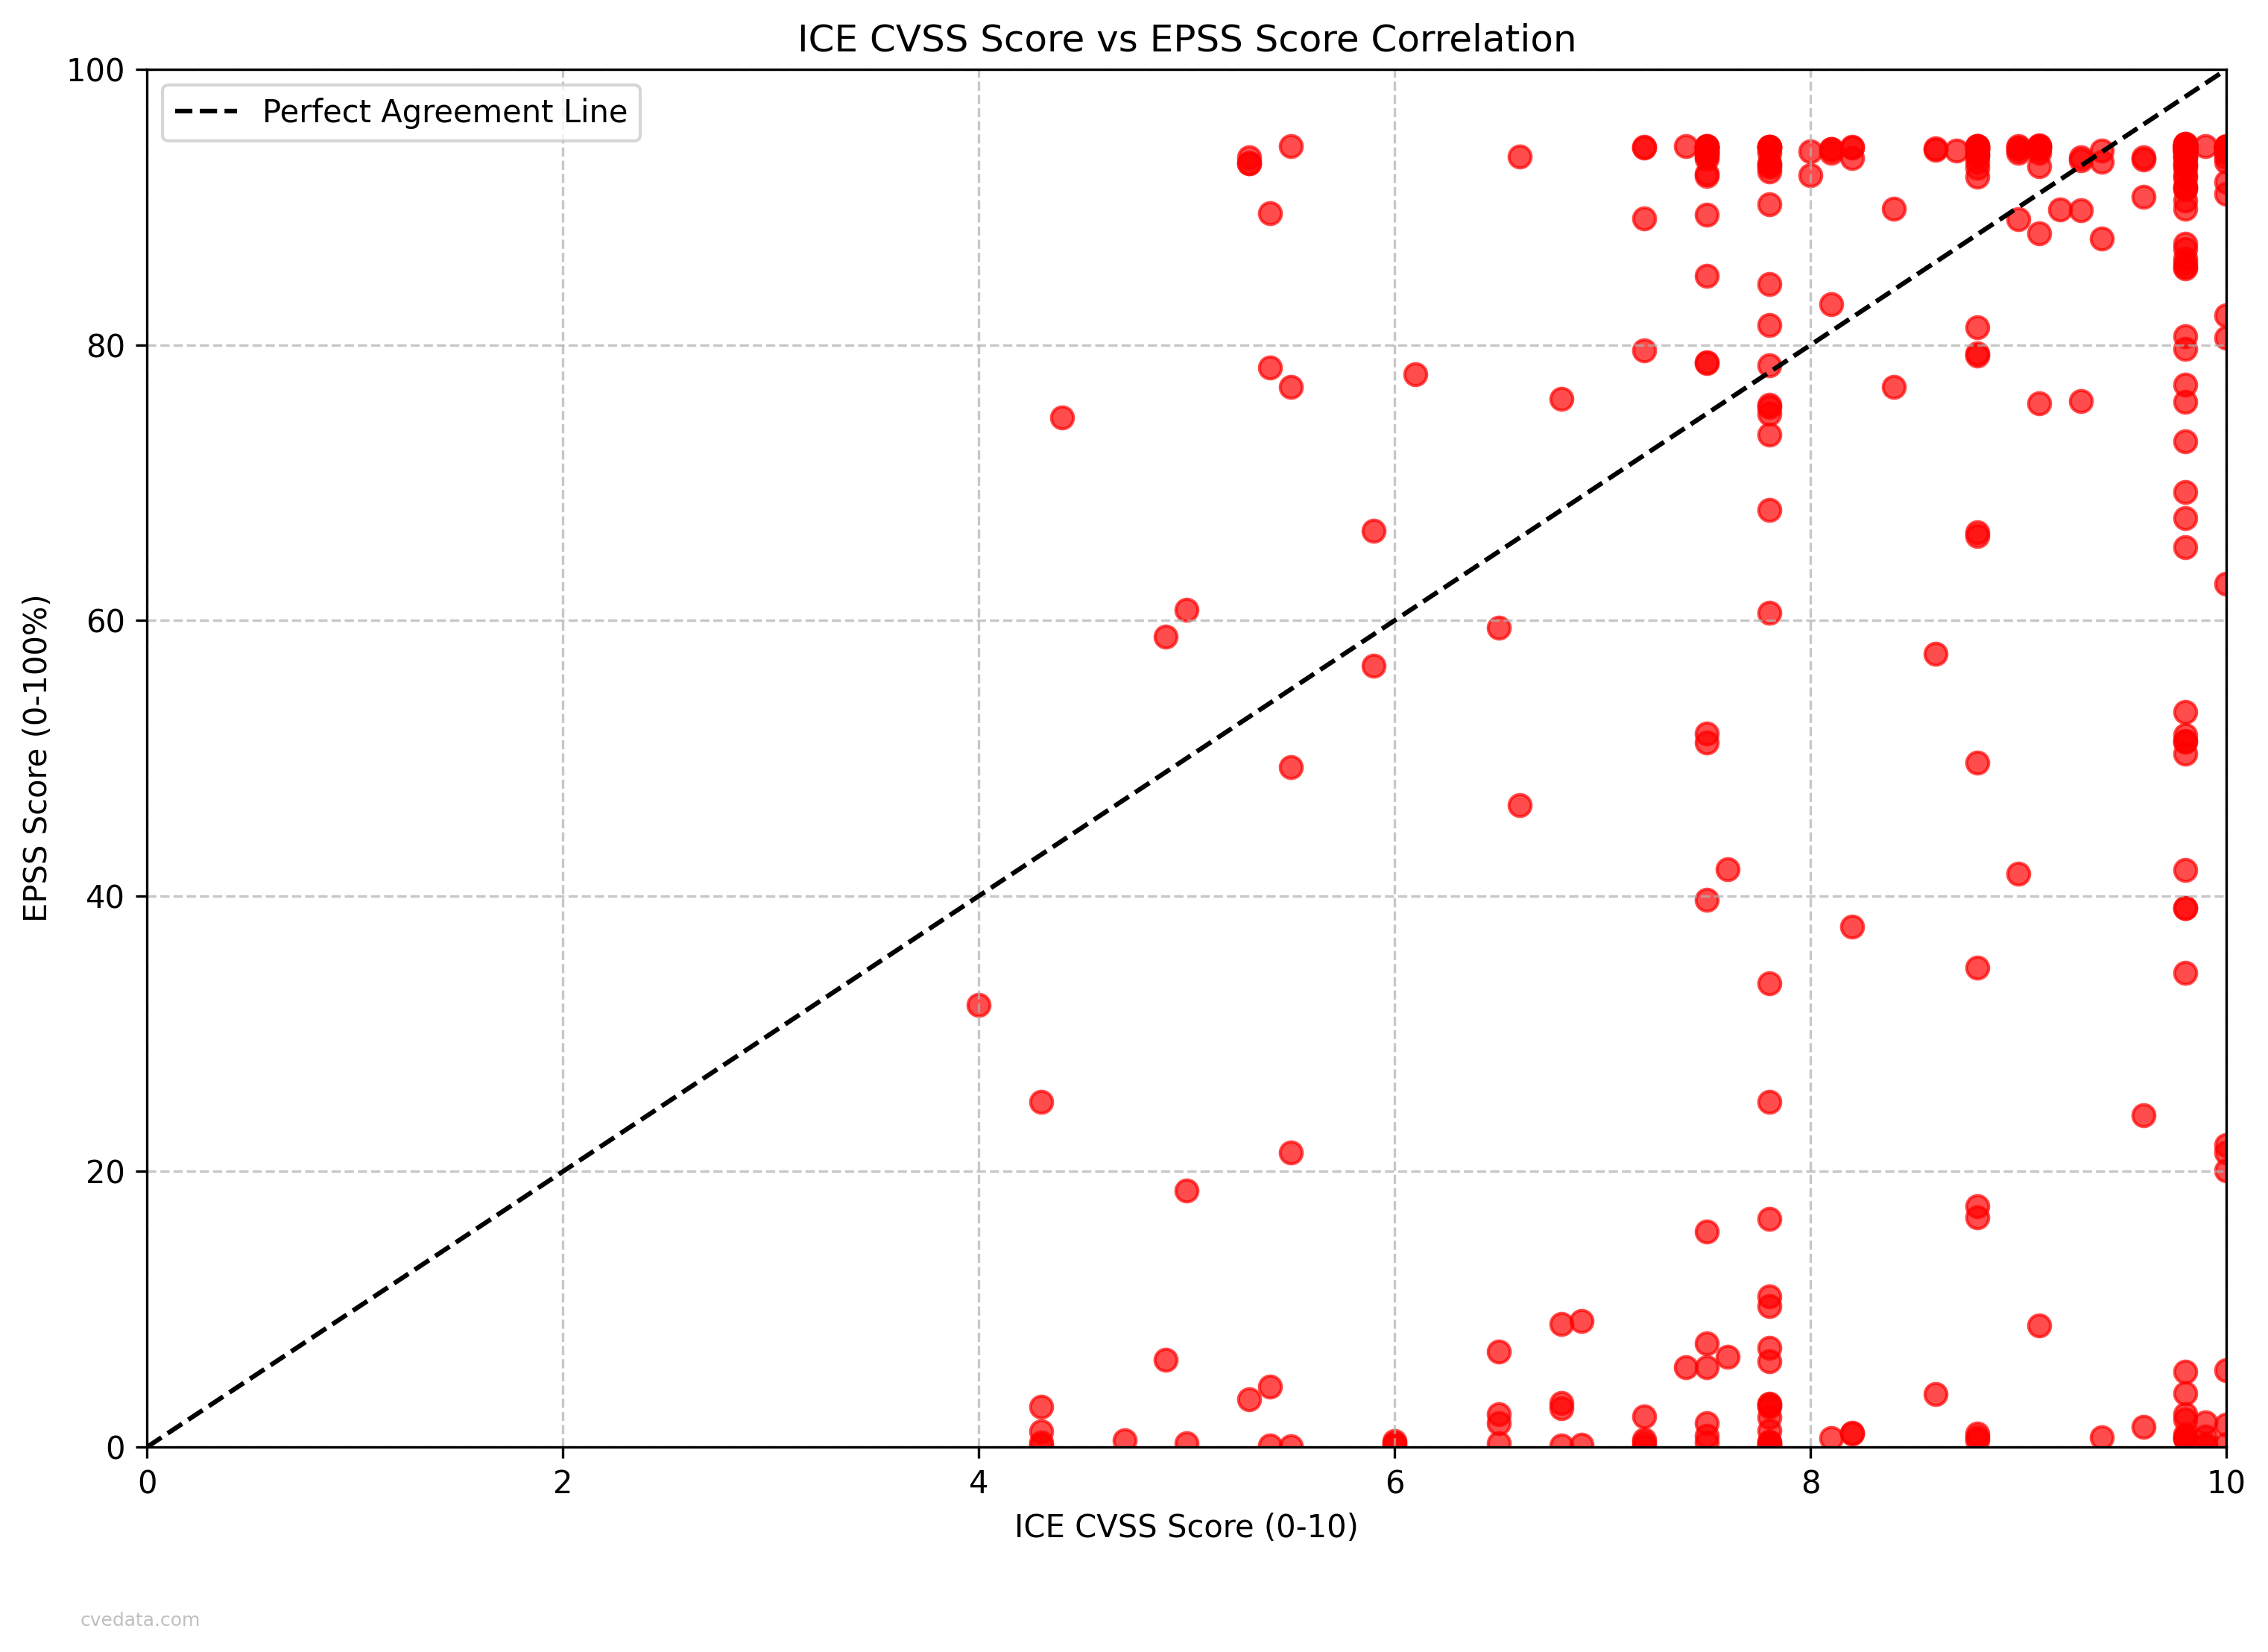 ICE CVSS Score vs EPSS Score Correlation
Perfect Agreement Line
EPSS Score (0-100%)
100
80
60
40
20
0
0 2 4 6 8 10
ICE CVSS Score (0-10)
cvedata.com